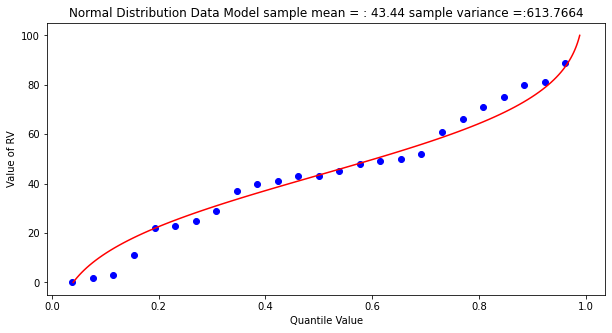 Normal Distribution Data Model sample mean = : 43.44 sample variance =:613.7664
100
80
60
40
20
0
Value of RV
0.0 0.2 0.4 0.6 0.8 1.0
Quantile Value